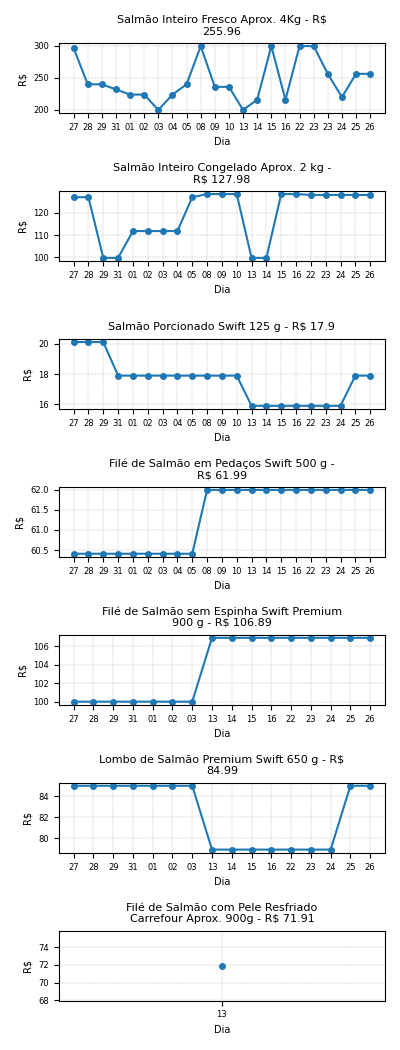 Salmão Inteiro Fresco Aprox. 4Kg - R$
255.96
300
250
200
R$
27 28 29 31 01 02 03 04 05 08 09 10 13 14 15 16 22 23 23 24 25 26
Dia
Salmão Inteiro Congelado Aprox. 2 kg -
R$ 127.98
120
110
100
R$
27 28 29 31 01 02 03 04 05 08 09 10 13 14 15 16 22 23 24 25 26
Dia
Salmão Porcionado Swift 125 g - R$ 17.9
20
18
16
R$
27 28 29 31 01 02 03 04 05 08 09 10 13 14 15 16 22 23 24 25 26
Dia
Filé de Salmão em Pedaços Swift 500 g -
R$ 61.99
62.0
61.5
61.0
60.5
R$
27 28 29 31 01 02 03 04 05 08 09 10 13 14 15 16 22 23 24 25 26
Dia
Filé de Salmão sem Espinha Swift Premium
900 g - R$ 106.89
106
104
102
100
R$
27 28 29 31 01 02 03 13 14 15 16 22 23 24 25 26
Dia
Lombo de Salmão Premium Swift 650 g - R$
84.99
84
82
80
R$
27 28 29 31 01 02 03 13 14 15 16 22 23 24 25 26
Dia
Filé de Salmão com Pele Resfriado
Carrefour Aprox. 900g - R$ 71.91
74
72
70
68
R$
13
Dia